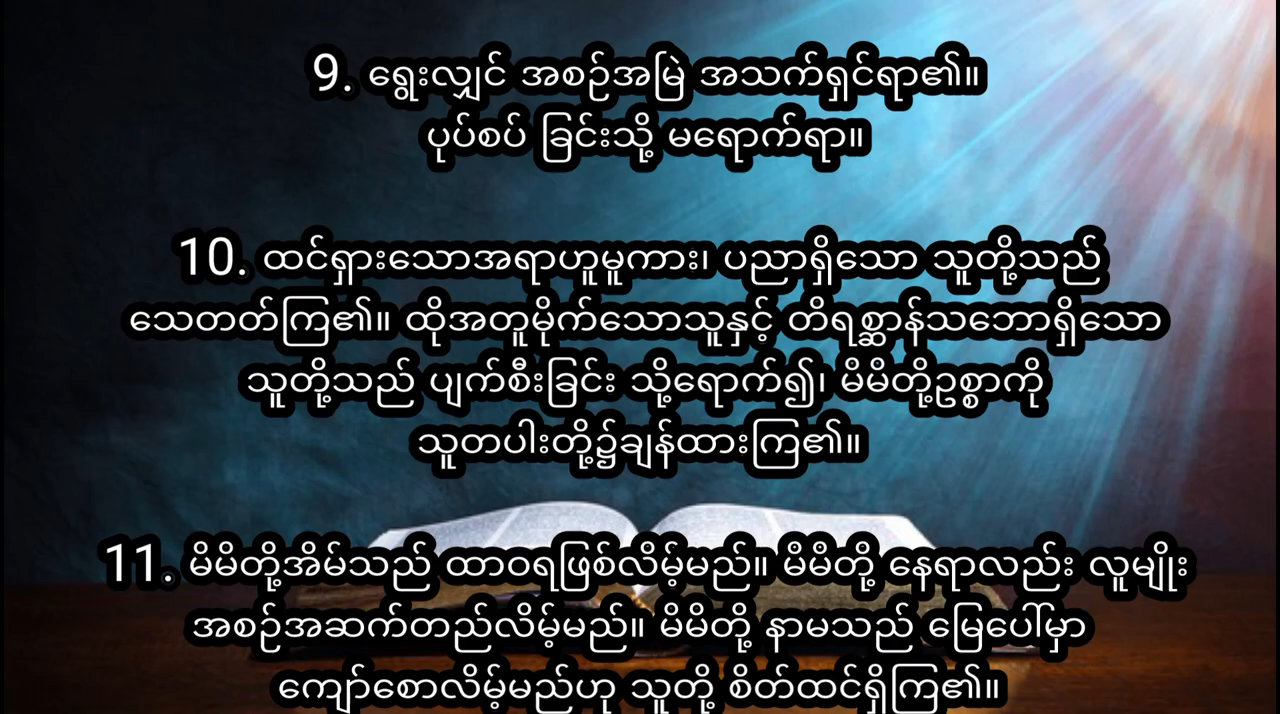 9. ရွေးလျှင် အစဉ်အမြဲ အသက်ရှင်ရာ၏။
ပုပ်စပ် ခြင်းသို့ မရောက်ရာ။
10. ထင်ရှားသောအရာဟူမူကား၊ ပညာရှိသော သူတို့သည်
သေတတ်ကြ၏။ ထိုအတူမိုက်သောသူနှင့် တိရစ္ဆာန်သဘောရှိသော
သူတို့သည် ပျက်စီးခြင်း သို့ရောက်၍၊ မိမိတို့ဥစ္စာကို
သူတပါးတို့၌ချန်ထားကြ၏။
11. မိမိတို့အိမ်သည် ထာဝရဖြစ်လိမ့်မည်။ မိမိတို့ နေရာလည်း လူမျိုး
အစဉ်အဆက်တည်လိမ့်မည်။ မိမိတို့ နာမသည် မြေပေါ်မှာ
ကျော်စောလိမ့်မည်ဟု သူတို့ စိတ်ထင်ရှိကြ၏။